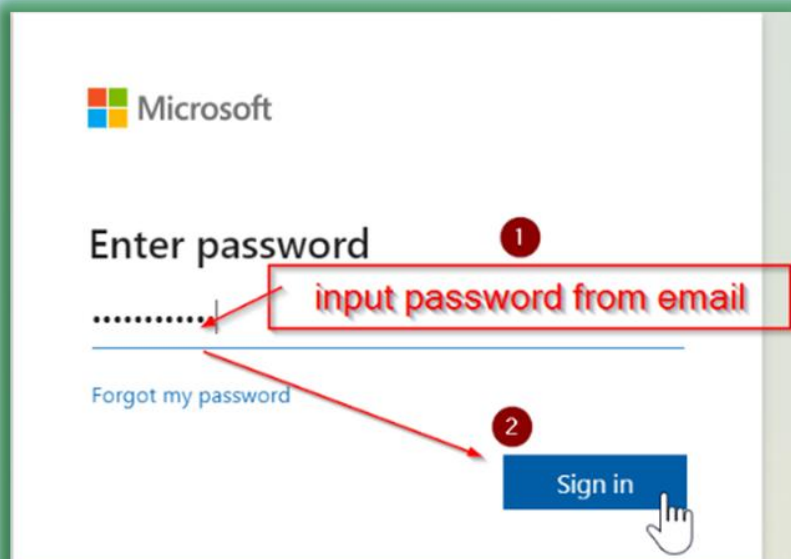 Microsoft
Enter password
1
input password from email
Forgot my password
2
Sign in